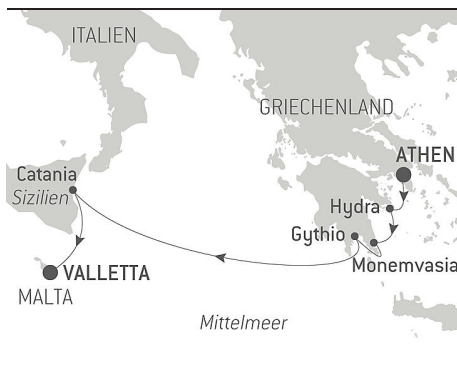 ITALIEN
GRIECHENLAND
ATHEN
Catania
Sizilien
Hydra
Gythio
Monemvasia
VALLETTA
MALTA
Mittelmeer